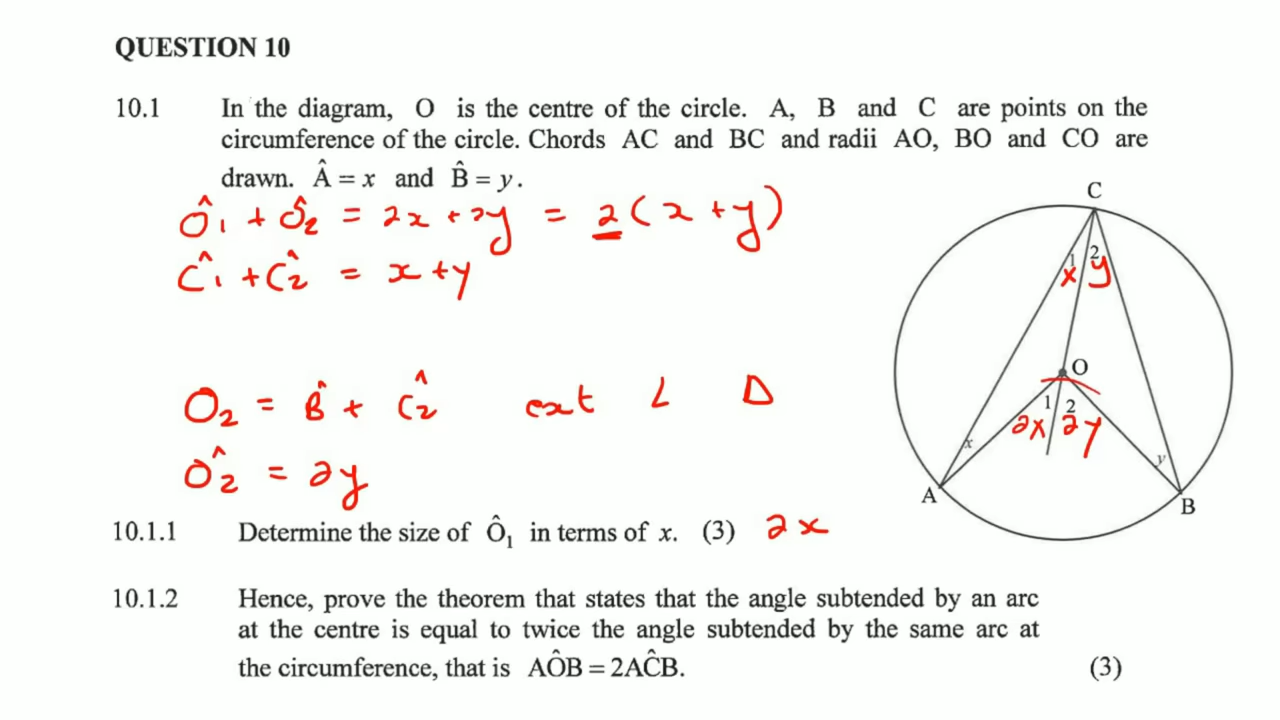 QUESTION 10
10.1 In the diagram, O is the centre of the circle. A, B and C are points on the
circumference of the circle. Chords AC and BC and radii AO, BO and CO are
drawn. Â = x and B̂ = y.
Ô₁ + Ô₂ = 2x + 2y = 2(x + y)
Ĉ₁ + Ĉ₂ = x + y
O₂ = B̂ + Ĉ₂ ext ∠ Δ
Ô₂ = 2y
10.1.1 Determine the size of Ô₁ in terms of x. (3) 2x
10.1.2 Hence, prove the theorem that states that the angle subtended by an arc
at the centre is equal to twice the angle subtended by the same arc at
the circumference, that is AÔB = 2AĈB. (3)
C
1 2
x y
O
1 2
2x 2y
x
y
A
B